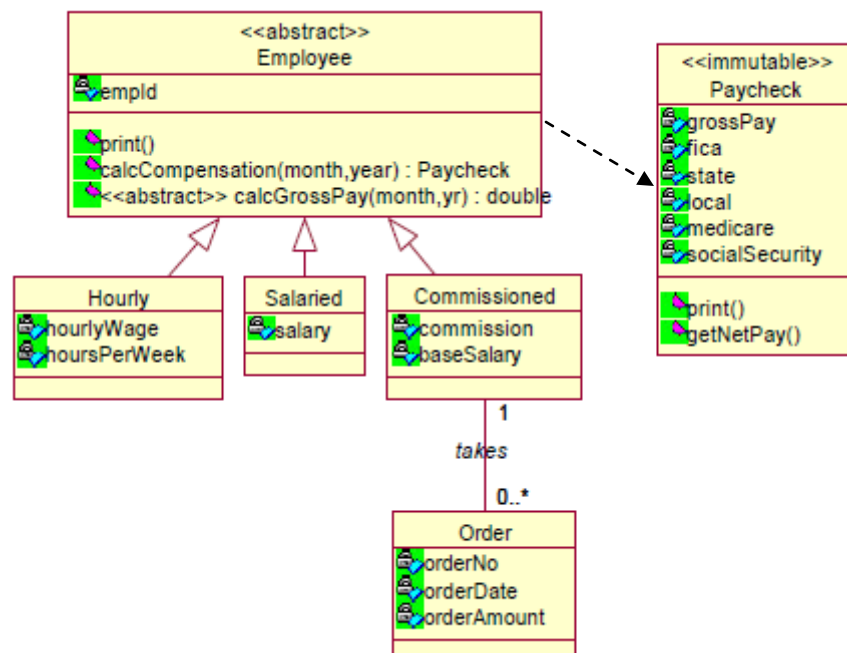 <<abstract>>
Employee
empId
print()
calcCompensation(month,year) : Paycheck
<<abstract>> calcGrossPay(month,yr) : double
<<immutable>>
Paycheck
grossPay
fica
state
local
medicare
socialSecurity
print()
getNetPay()
Hourly
hourlyWage
hoursPerWeek
Salaried
salary
Commissioned
commission
baseSalary
1
takes
0..*
Order
orderNo
orderDate
orderAmount